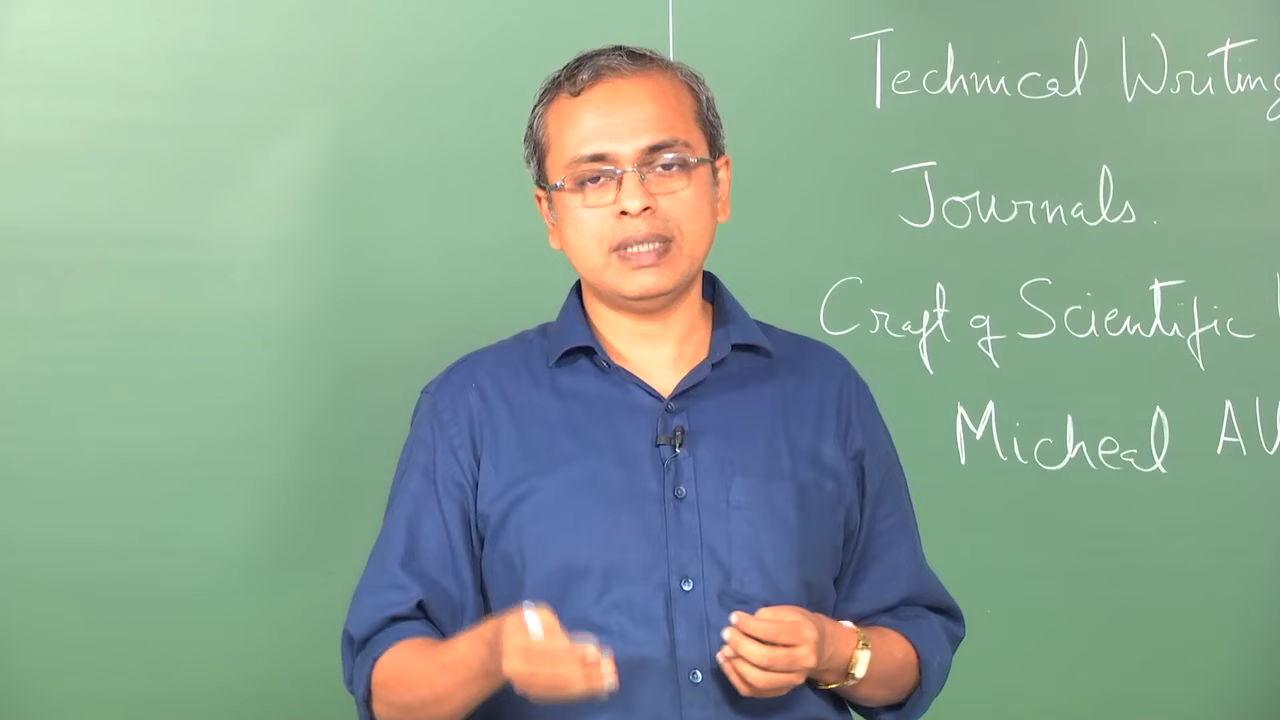 Technical Writing
Journals.
Craft of Scientific
Micheal